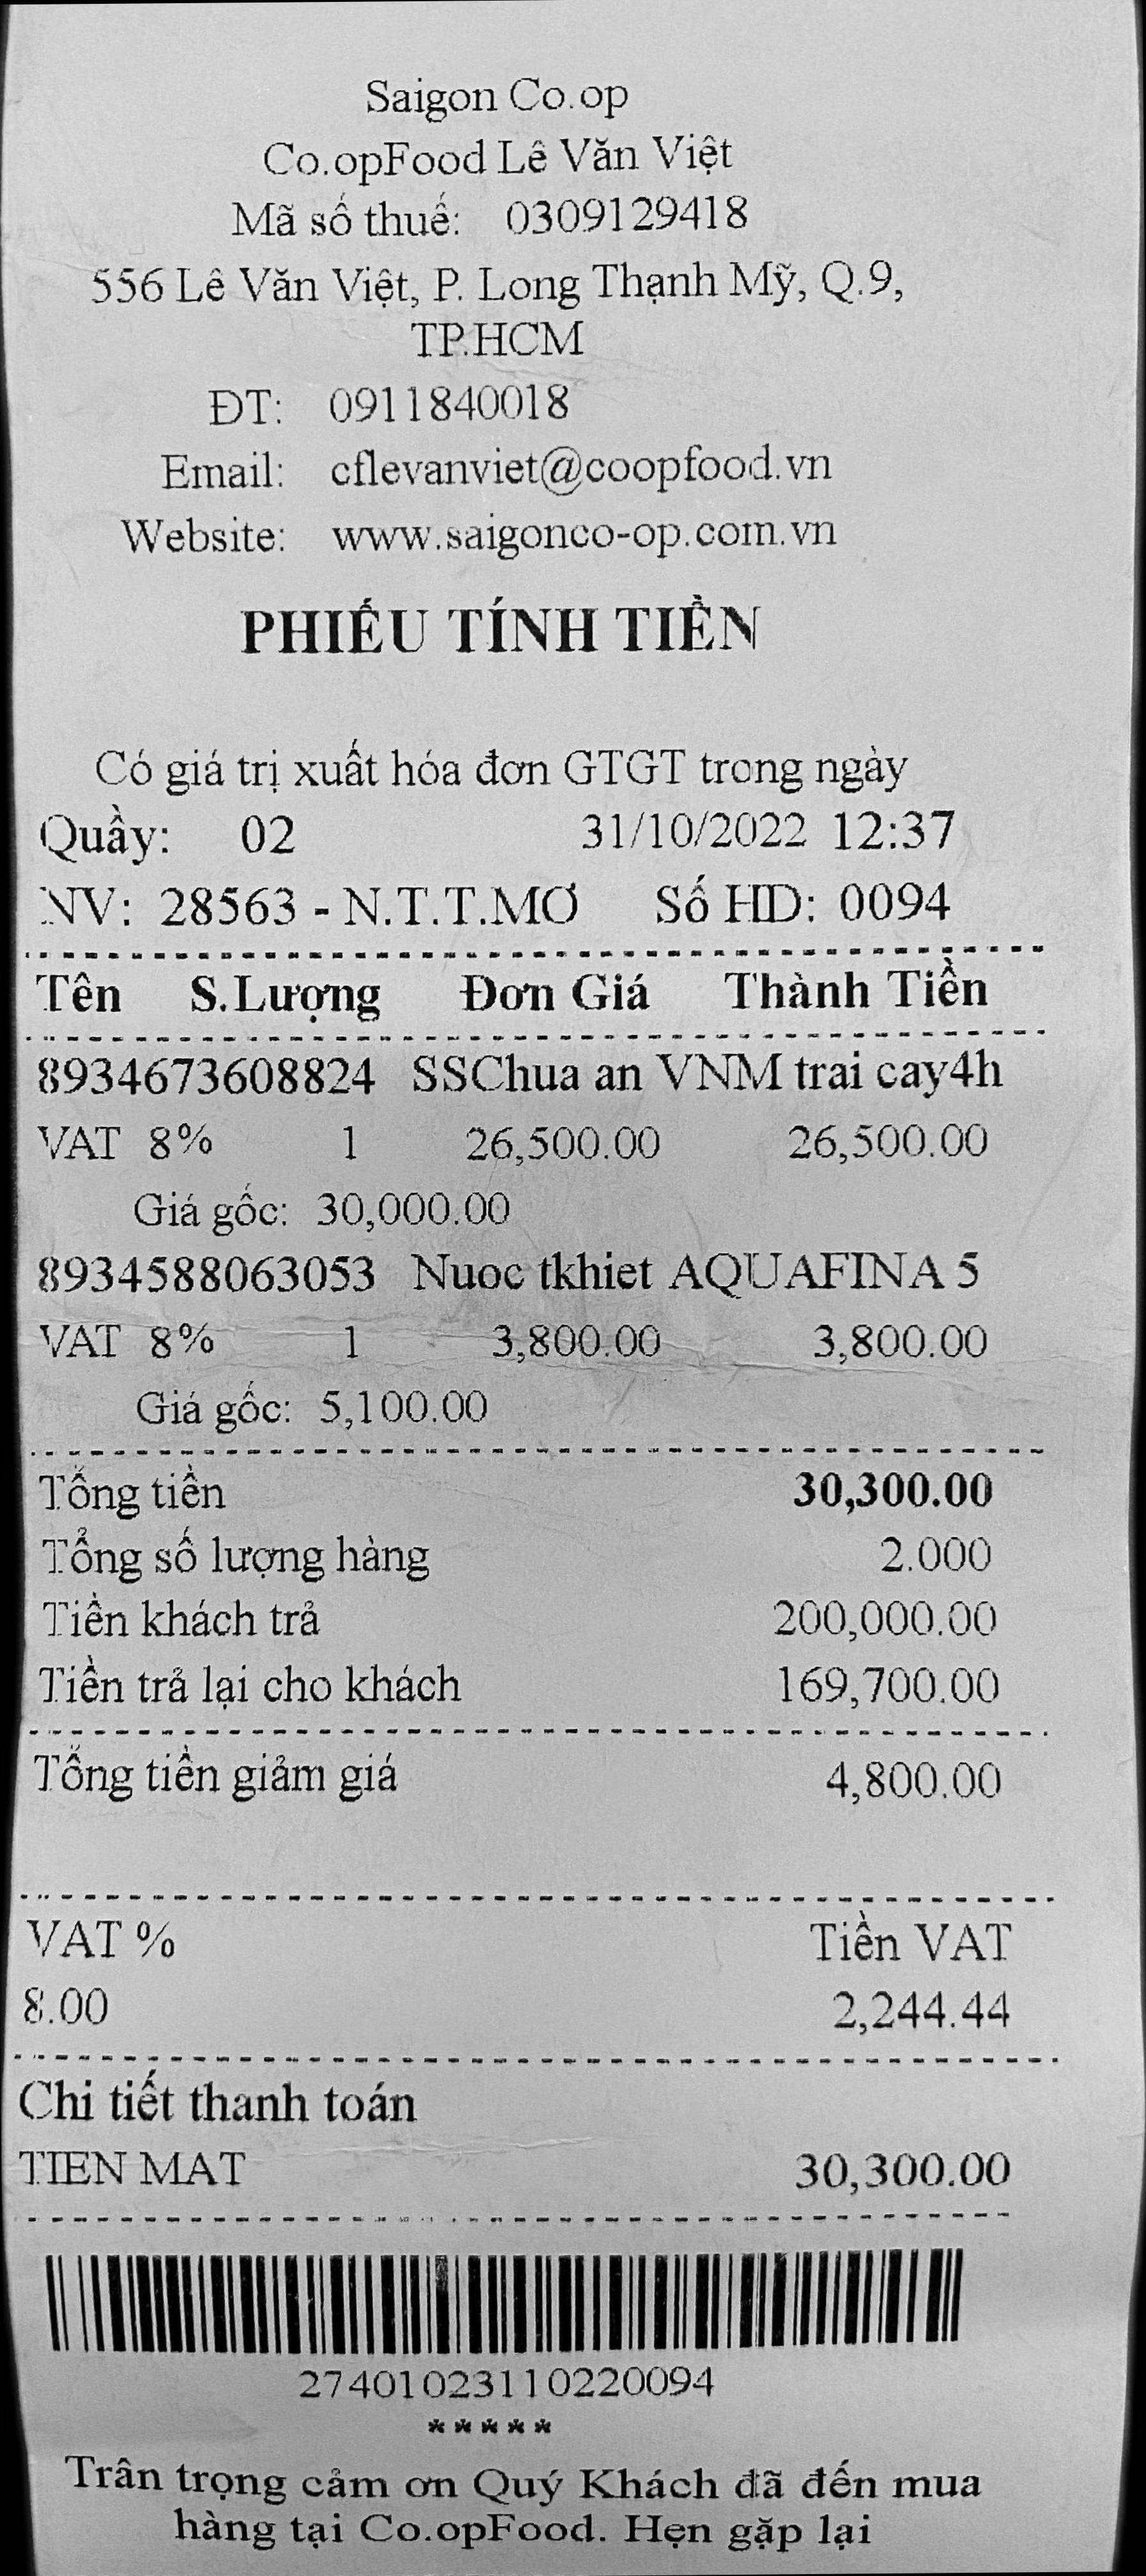 Saigon Co.op
Co.opFood Lê Văn Việt
Mã số thuế: 0309129418
556 Lê Văn Việt, P. Long Thạnh Mỹ, Q.9,
TP.HCM
ĐT: 0911840018
Email: cflevanviet@coopfood.vn
Website: www.saigonco-op.com.vn
PHIẾU TÍNH TIỀN
Có giá trị xuất hóa đơn GTGT trong ngày
Quầy: 02 31/10/2022 12:37
NV: 28563 - N.T.T.MƠ Số HD: 0094
Tên S.Lượng Đơn Giá Thành Tiền
8934673608824 SSChua an VNM trai cay4h
VAT 8% 1 26,500.00 26,500.00
Giá gốc: 30,000.00
8934588063053 Nuoc tkhiet AQUAFINA 5
VAT 8% 1 3,800.00 3,800.00
Giá gốc: 5,100.00
Tổng tiền 30,300.00
Tổng số lượng hàng 2.000
Tiền khách trả 200,000.00
Tiền trả lại cho khách 169,700.00
Tổng tiền giảm giá 4,800.00
VAT % Tiền VAT
8.00 2,244.44
Chi tiết thanh toán
TIEN MAT 30,300.00
27401023110220094
*****
Trân trọng cảm ơn Quý Khách đã đến mua
hàng tại Co.opFood. Hẹn gặp lại